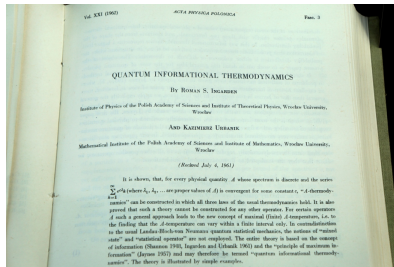 Vol. XXI (1962)
ACTA PHYSICA POLONICA
Fasc. 3
QUANTUM INFORMATIONAL THERMODYNAMICS
By Roman S. Ingarden
Institute of Physics of the Polish Academy of Sciences and Institute of Theoretical Physics, Wrocław University,
Wrocław
And Kazimierz Urbanik
Mathematical Institute of the Polish Academy of Sciences and Institute of Mathematics, Wrocław University,
Wrocław
(Received July 4, 1961)
It is shown, that, for every physical quantity A whose spectrum is discrete and the series
(where λ₁, λ₂, ... are proper values of A) is convergent for some constant, "A-thermody-
namics" can be constructed in which all three laws of the usual thermodynamics hold. It is also
proved that such a theory cannot be constructed for any other operator. For certain operators
A such a general approach leads to the new concept of maximal (finite) A-temperature, i.e. to
the finding that A-temperature can vary within a finite interval only. In contradistinction
to the usual Landau-Bloch-von Neumann quantum statistical mechanics, the notions of "mixed
state" and "statistical operator" are not employed. The entire theory is based on the concept
of information (Shannon 1948, Ingarden and Urbanik 1961) and the "principle of maximum in-
formation" (Jaynes 1957) and may therefore be termed "quantum informational thermody-
namics". The theory is illustrated by simple examples.